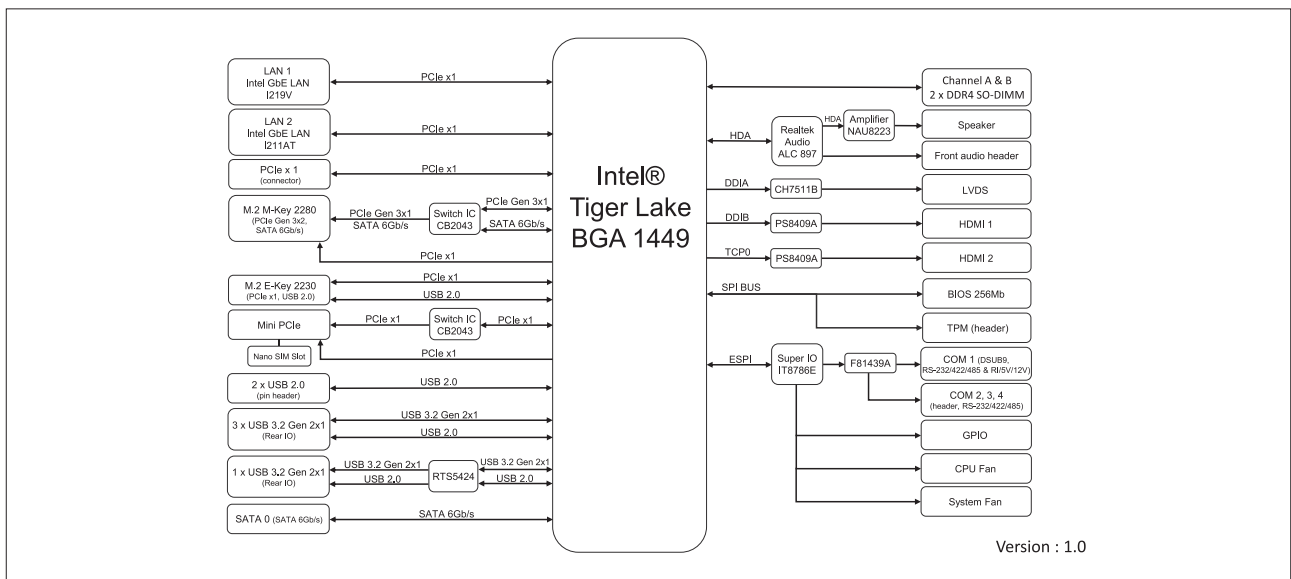 LAN 1
Intel GbE LAN
I219V
PCIe x1
LAN 2
Intel GbE LAN
I211AT
PCIe x1
PCIe x 1
(connector)
PCIe x1
M.2 M-Key 2280
(PCIe Gen 3x2,
SATA 6Gb/s)
PCIe Gen 3x1
SATA 6Gb/s
Switch IC
CB2043
PCIe Gen 3x1
SATA 6Gb/s
PCIe x1
M.2 E-Key 2230
(PCIe x1, USB 2.0)
PCIe x1
USB 2.0
Mini PCIe
PCIe x1
Switch IC
CB2043
PCIe x1
Nano SIM Slot
PCIe x1
2 x USB 2.0
(pin header)
USB 2.0
3 x USB 3.2 Gen 2x1
(Rear IO)
USB 3.2 Gen 2x1
USB 2.0
1 x USB 3.2 Gen 2x1
(Rear IO)
USB 3.2 Gen 2x1
USB 2.0
RTS5424
USB 3.2 Gen 2x1
USB 2.0
SATA 0 (SATA 6Gb/s)
SATA 6Gb/s
Intel®
Tiger Lake
BGA 1449
Channel A & B
2 x DDR4 SO-DIMM
HDA
Realtek
Audio
ALC 897
HDA
Amplifier
NAU8223
Speaker
Front audio header
DDIA
CH7511B
LVDS
DDIB
PS8409A
HDMI 1
TCP0
PS8409A
HDMI 2
SPI BUS
BIOS 256Mb
TPM (header)
ESPI
Super IO
IT8786E
F81439A
COM 1 (DSUB9,
RS-232/422/485 & RI/5V/12V)
COM 2, 3, 4
(header, RS-232/422/485)
GPIO
CPU Fan
System Fan
Version : 1.0